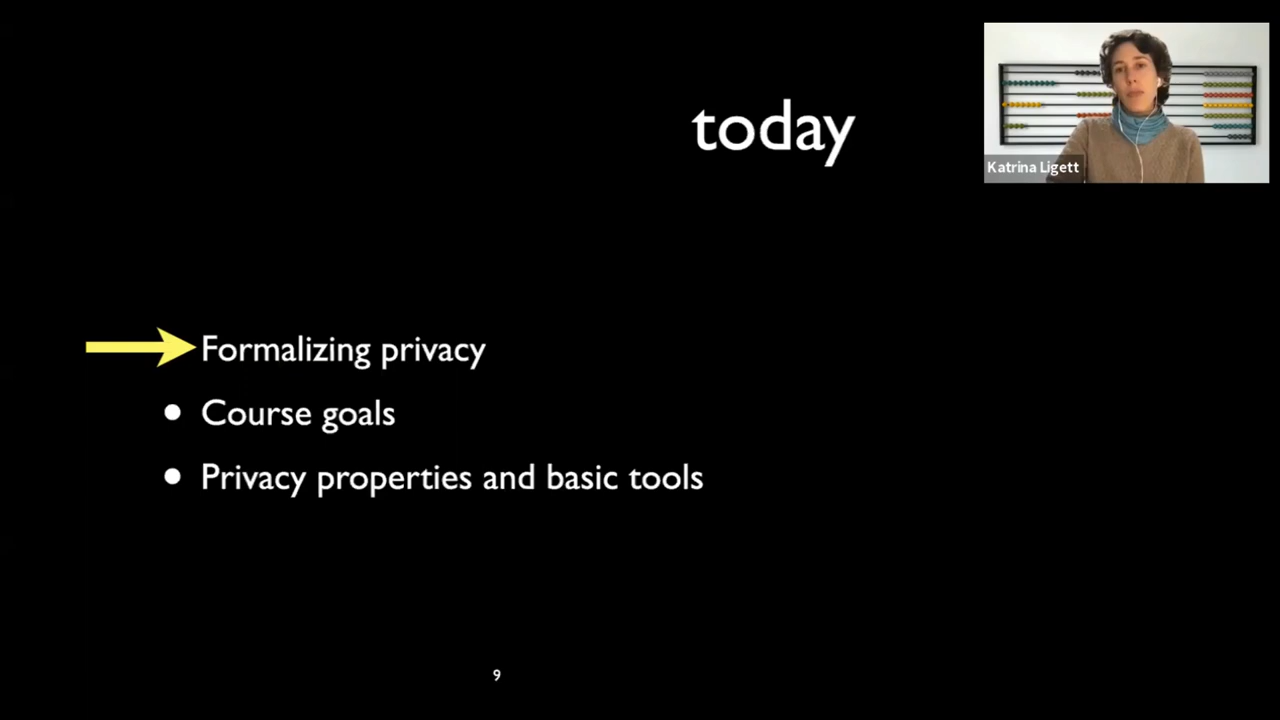 today
Katrina Ligett
Formalizing privacy
Course goals
Privacy properties and basic tools
9